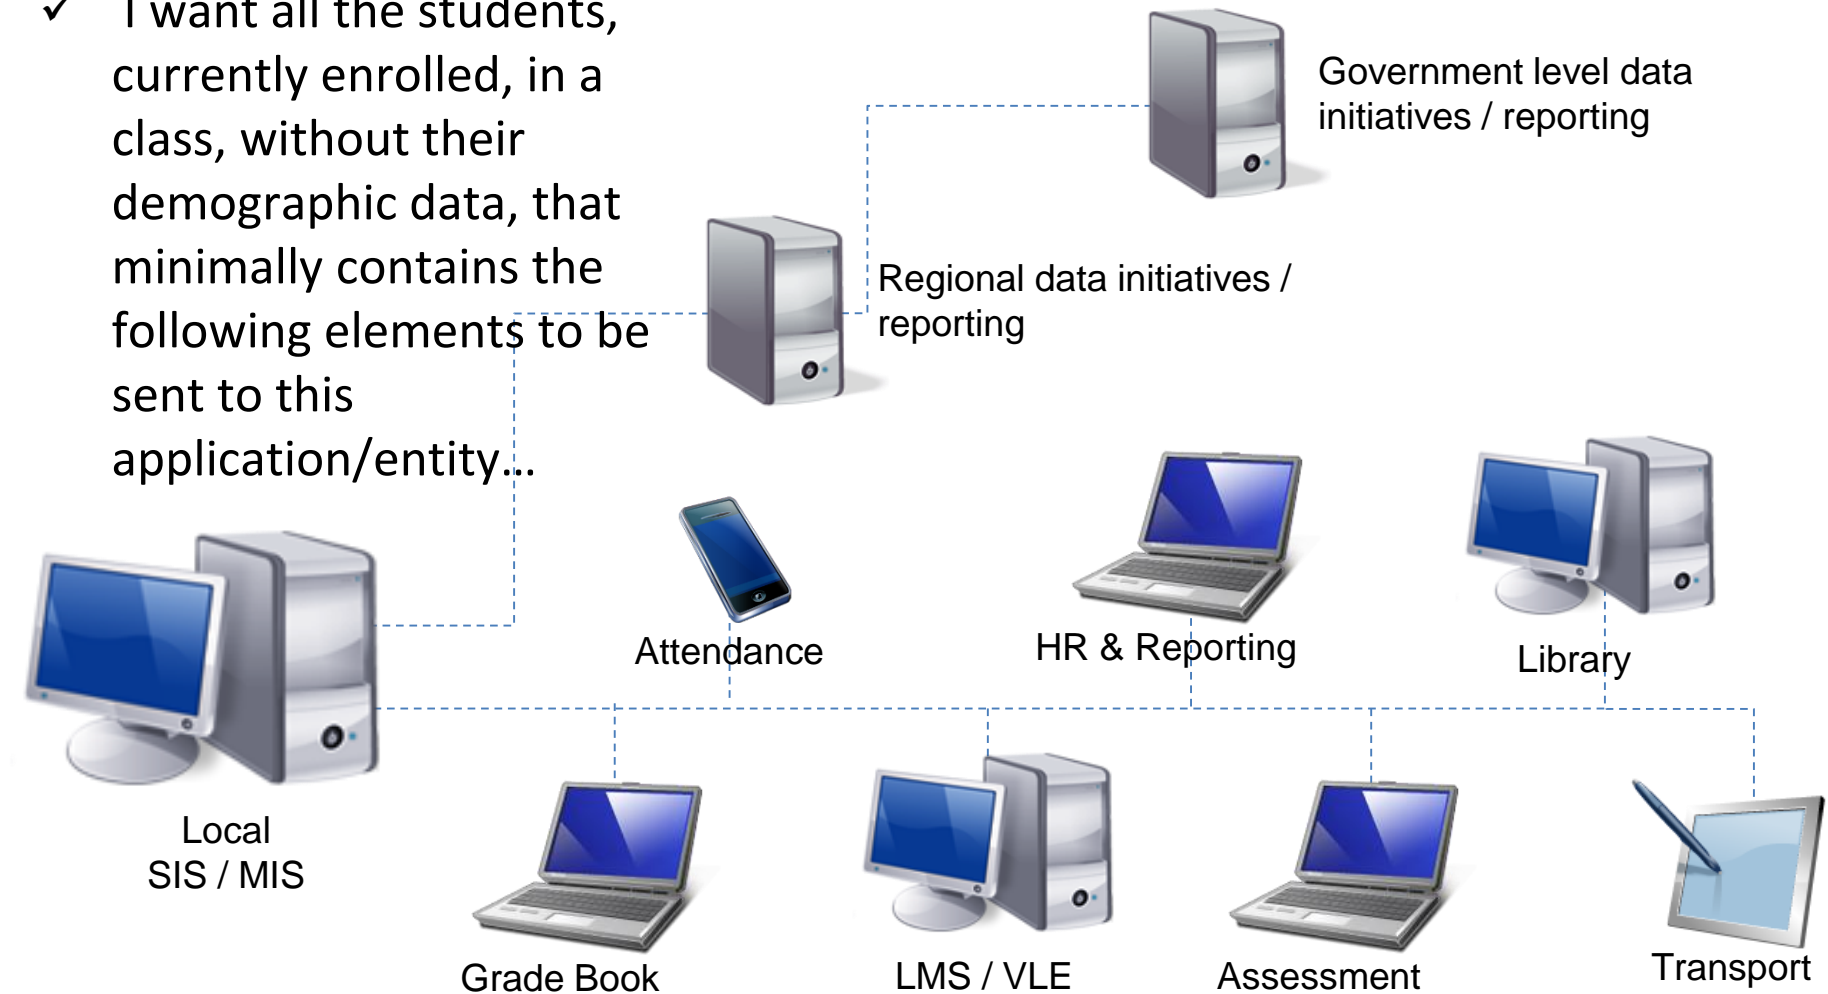 ✓ I want all the students,
currently enrolled, in a
class, without their
demographic data, that
minimally contains the
following elements to be
sent to this
application/entity…
Government level data
initiatives / reporting
Regional data initiatives /
reporting
Attendance
HR & Reporting
Library
Local
SIS / MIS
Grade Book
LMS / VLE
Assessment
Transport